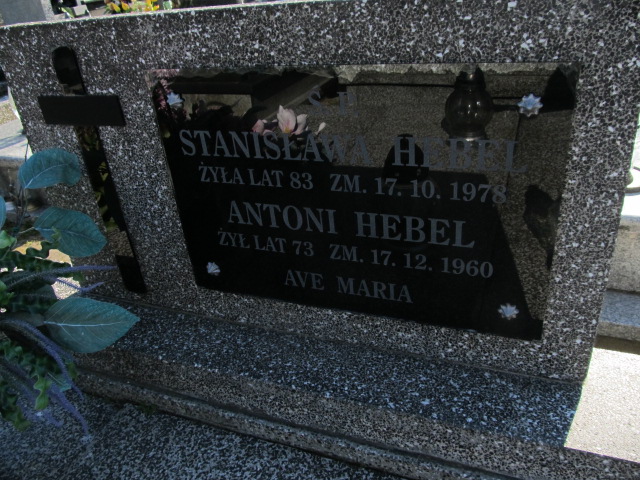 Ś. P.
STANISŁAWA HEBEL
ŻYŁA LAT 83 ZM. 17. 10. 1978
ANTONI HEBEL
ŻYŁ LAT 73 ZM. 17. 12. 1960
AVE MARIA